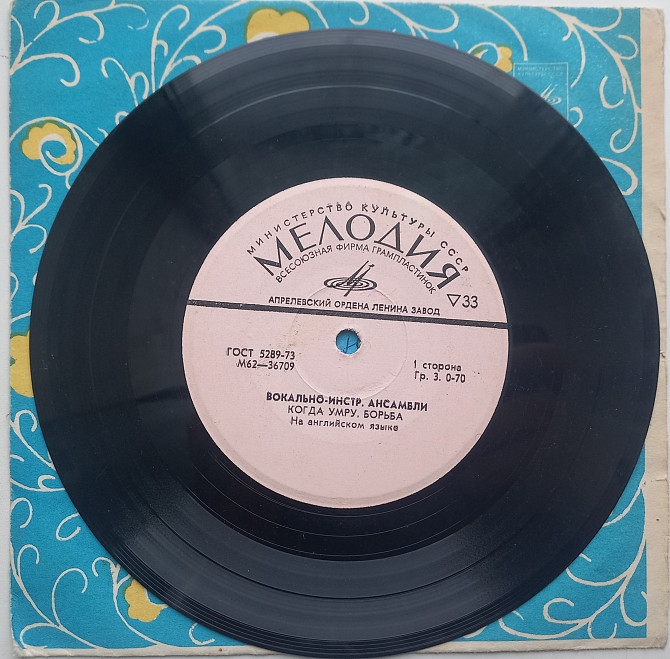 МИНИСТЕРСТВО КУЛЬТУРЫ СССР
МЕЛОДИЯ
ВСЕСОЮЗНАЯ ФИРМА ГРАМПЛАСТИНОК
▽33
АПРЕЛЕВСКИЙ ОРДЕНА ЛЕНИНА ЗАВОД
ГОСТ 5289-73
М62—36709
1 сторона
Гр. 3. 0-70
ВОКАЛЬНО-ИНСТР. АНСАМБЛИ
КОГДА УМРУ. БОРЬБА
На английском языке